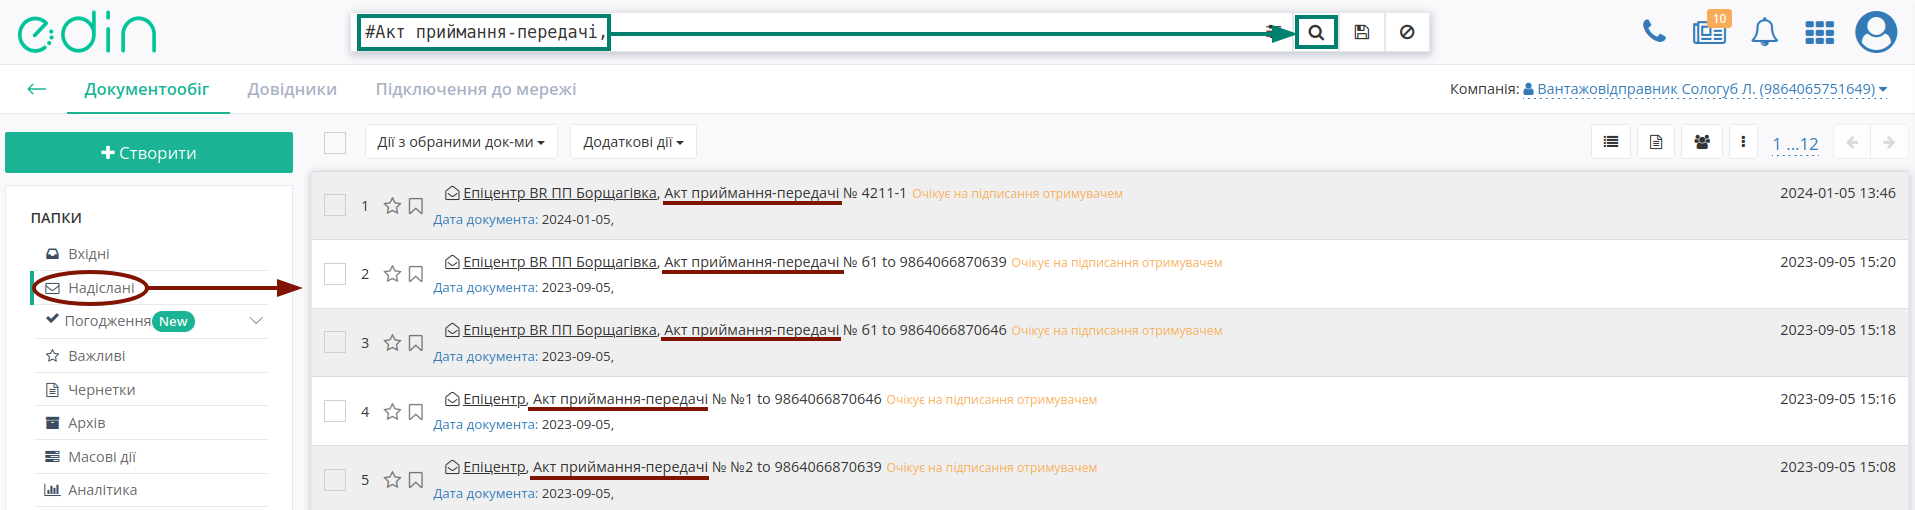 edin
#Акт приймання-передачі,
10
Документообіг Довідники Підключення до мережі
Компанія: Вантажовідправник Сологуб Л. (9864065751649)
Створити
Дії з обраними док-ми Додаткові дії
1 ...12
ПАПКИ
Вхідні
Надіслані
Погодження New
Важливі
Чернетки
Архів
Масові дії
Аналітика
1 Епіцентр BR ПП Борщагівка, Акт приймання-передачі № 4211-1 Очікує на підписання отримувачем 2024-01-05 13:46
Дата документа: 2024-01-05,
2 Епіцентр BR ПП Борщагівка, Акт приймання-передачі № 61 to 9864066870639 Очікує на підписання отримувачем 2023-09-05 15:20
Дата документа: 2023-09-05,
3 Епіцентр BR ПП Борщагівка, Акт приймання-передачі № 61 to 9864066870646 Очікує на підписання отримувачем 2023-09-05 15:18
Дата документа: 2023-09-05,
4 Епіцентр, Акт приймання-передачі № №1 to 9864066870646 Очікує на підписання отримувачем 2023-09-05 15:16
Дата документа: 2023-09-05,
5 Епіцентр, Акт приймання-передачі № №2 to 9864066870639 Очікує на підписання отримувачем 2023-09-05 15:08
Дата документа: 2023-09-05,